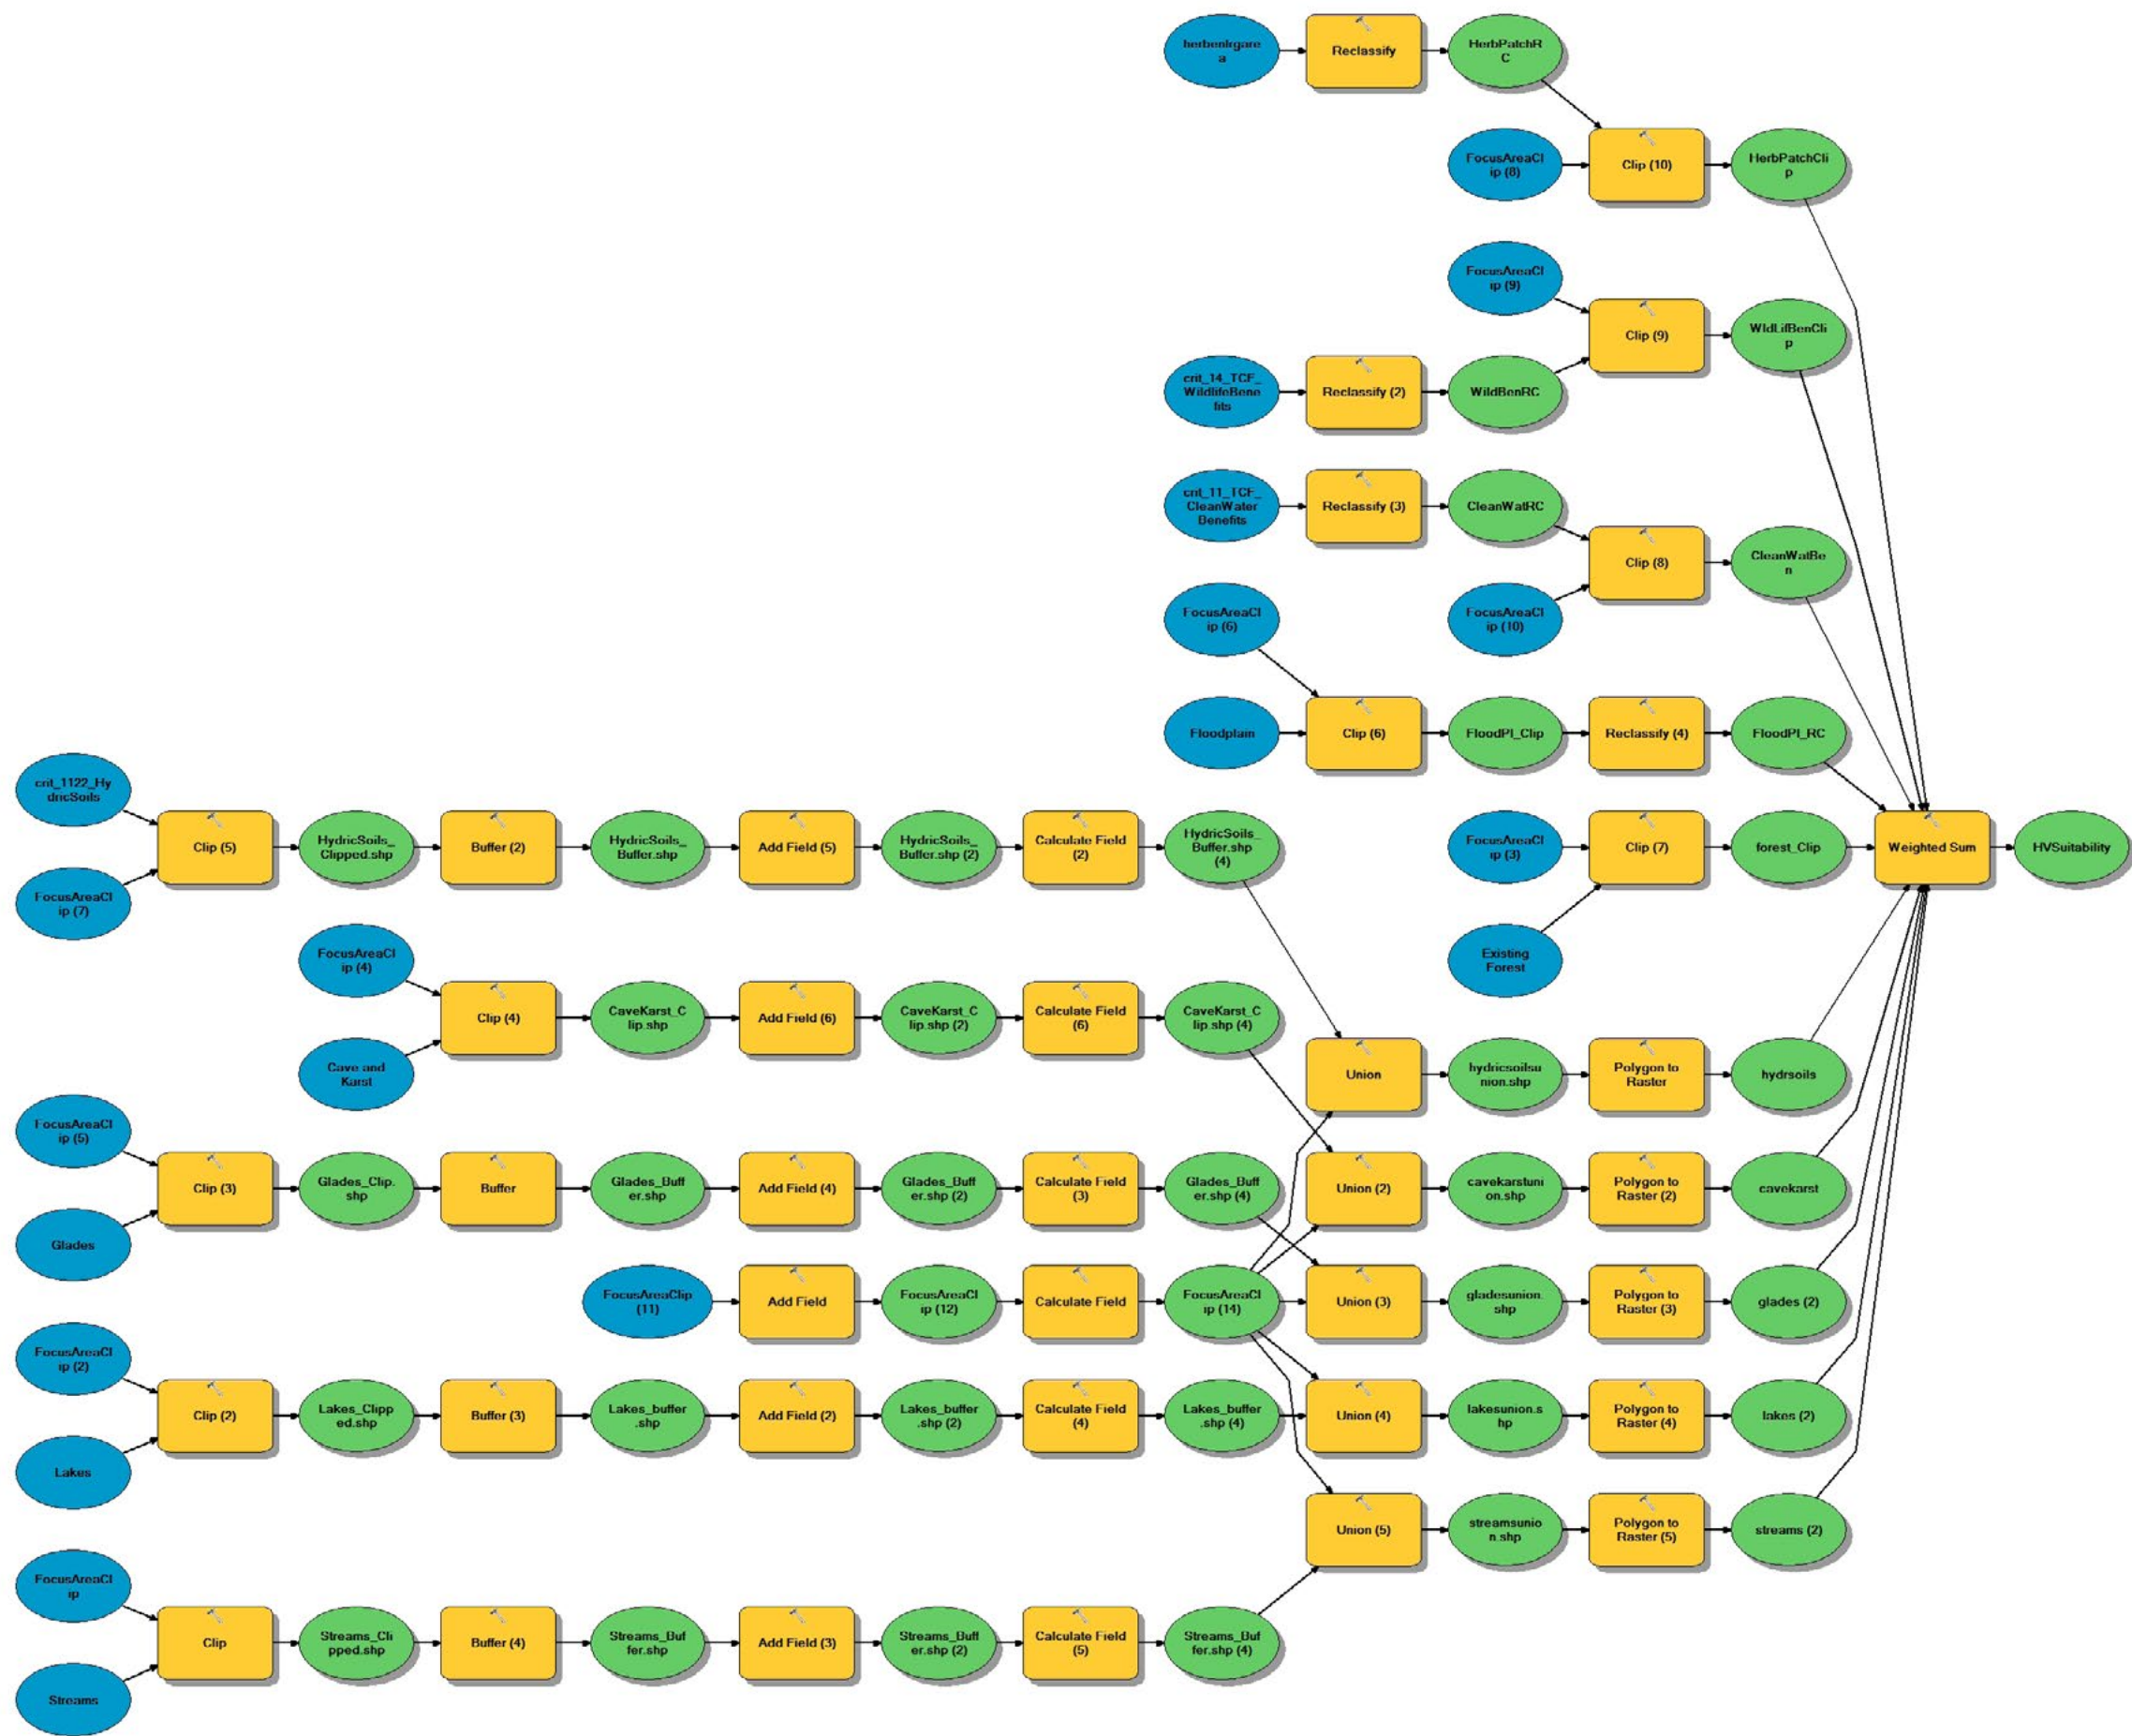 herbenlrgare
a
Reclassify
HerbPatchR
C
FocusAreaCl
ip (8)
Clip (10)
HerbPatchCli
p
FocusAreaCl
ip (9)
Clip (9)
WldLifBenCli
p
crit_14_TCF_
WildlifeBene
fits
Reclassify (2)
WildBenRC
crit_11_TCF_
CleanWater
Benefits
Reclassify (3)
CleanWatRC
Clip (8)
CleanWatBe
n
FocusAreaCl
ip (6)
FocusAreaCl
ip (10)
Floodplain
Clip (6)
FloodPl_Clip
Reclassify (4)
FloodPl_RC
crit_1122_Hy
dricSoils
Clip (5)
HydricSoils_
Clipped.shp
Buffer (2)
HydricSoils_
Buffer.shp
Add Field (5)
HydricSoils_
Buffer.shp (2)
Calculate Field
(2)
HydricSoils_
Buffer.shp
(4)
FocusAreaCl
ip (3)
Clip (7)
forest_Clip
Weighted Sum
HVSuitability
FocusAreaCl
ip (7)
FocusAreaCl
ip (4)
Existing
Forest
Clip (4)
CaveKarst_C
lip.shp
Add Field (6)
CaveKarst_C
lip.shp (2)
Calculate Field
(6)
CaveKarst_C
lip.shp (4)
Cave and
Karst
Union
hydricsoilsu
nion.shp
Polygon to
Raster
hydrsoils
FocusAreaCl
ip (5)
Clip (3)
Glades_Clip.
shp
Buffer
Glades_Buff
er.shp
Add Field (4)
Glades_Buff
er.shp (2)
Calculate Field
(3)
Glades_Buff
er.shp (4)
Union (2)
cavekarstuni
on.shp
Polygon to
Raster (2)
cavekarst
Glades
FocusAreaClip
(11)
Add Field
FocusAreaCl
ip (12)
Calculate Field
FocusAreaCl
ip (14)
Union (3)
gladesunion.
shp
Polygon to
Raster (3)
glades (2)
FocusAreaCl
ip (2)
Clip (2)
Lakes_Clipp
ed.shp
Buffer (3)
Lakes_buffer
.shp
Add Field (2)
Lakes_buffer
.shp (2)
Calculate Field
(4)
Lakes_buffer
.shp (4)
Union (4)
lakesunion.s
hp
Polygon to
Raster (4)
lakes (2)
Lakes
Union (5)
streamsunio
n.shp
Polygon to
Raster (5)
streams (2)
FocusAreaCl
ip
Clip
Streams_Cli
pped.shp
Buffer (4)
Streams_Buf
fer.shp
Add Field (3)
Streams_Buff
er.shp (2)
Calculate Field
(5)
Streams_Buf
fer.shp (4)
Streams